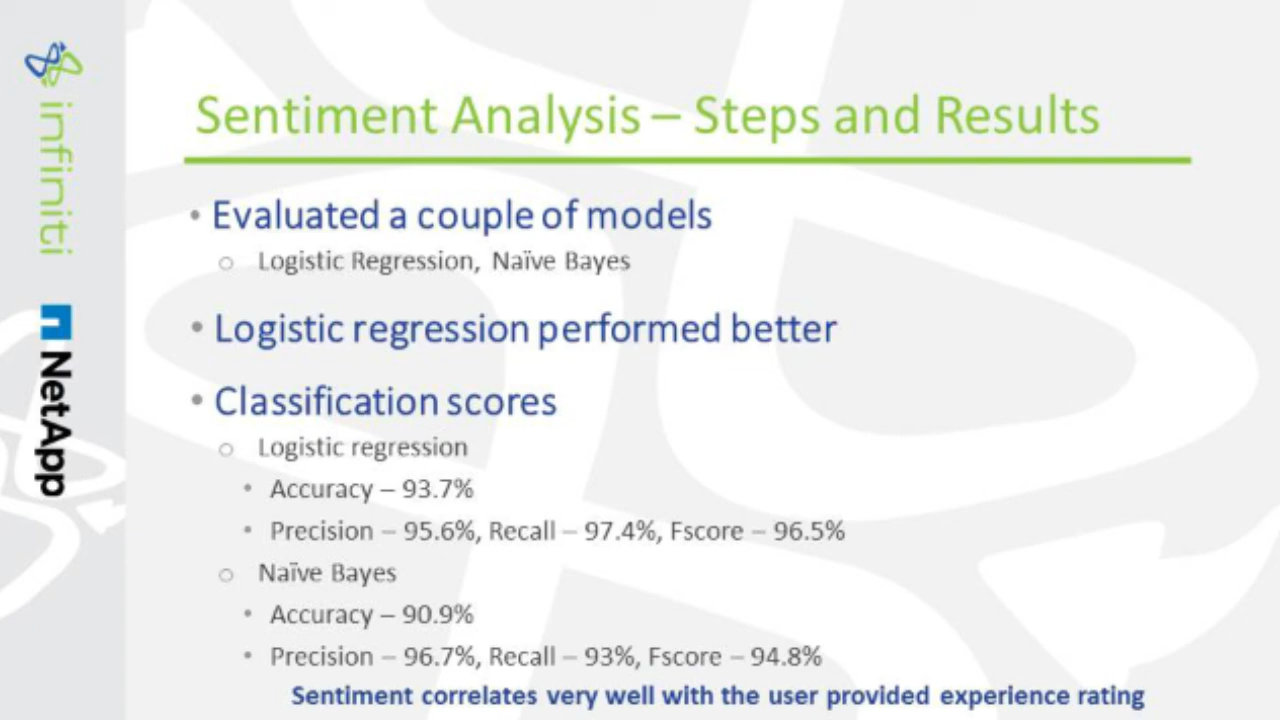 infiniti
NetApp
Sentiment Analysis – Steps and Results
• Evaluated a couple of models
o Logistic Regression, Naïve Bayes
• Logistic regression performed better
• Classification scores
o Logistic regression
• Accuracy – 93.7%
• Precision – 95.6%, Recall – 97.4%, Fscore – 96.5%
o Naïve Bayes
• Accuracy – 90.9%
• Precision – 96.7%, Recall – 93%, Fscore – 94.8%
Sentiment correlates very well with the user provided experience rating